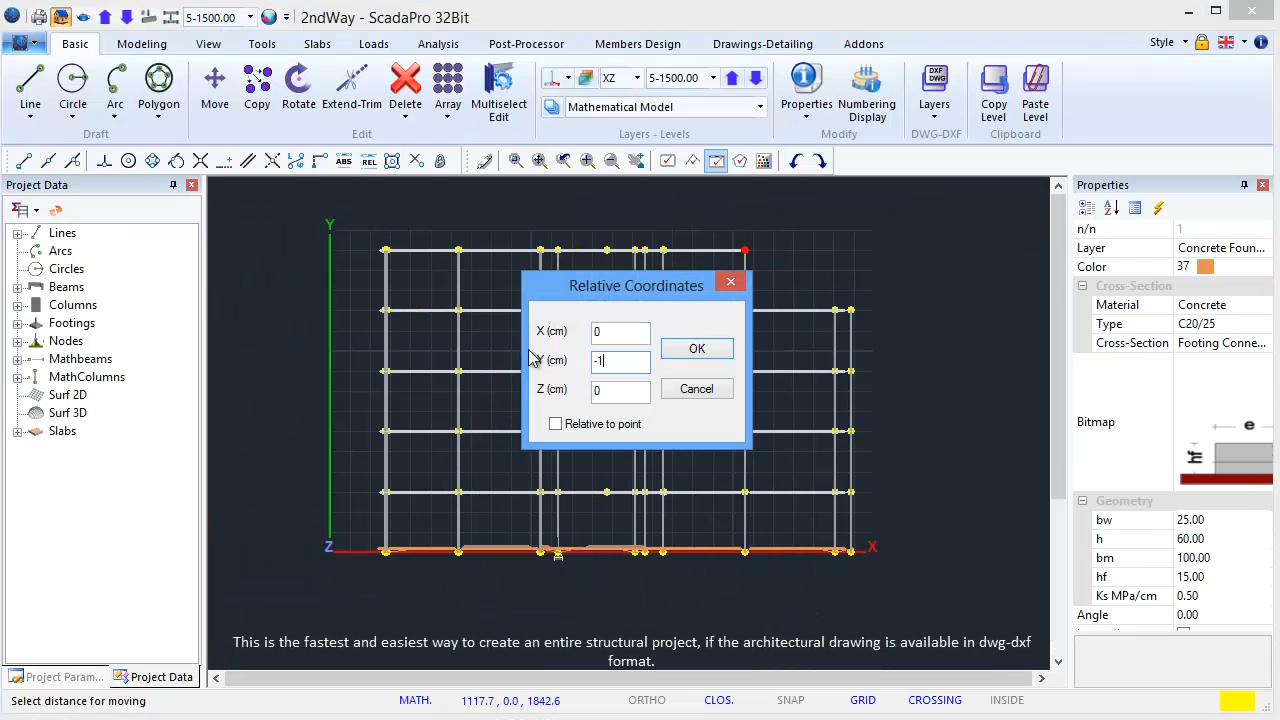 5-1500.00
2ndWay - ScadaPro 32Bit
Basic
Modeling
View
Tools
Slabs
Loads
Analysis
Post-Processor
Members Design
Drawings-Detailing
Addons
Style
Line
Circle
Arc
Polygon
Draft
Move
Copy
Rotate
Extend-Trim
Delete
Array
Multiselect
Edit
Edit
XZ
5-1500.00
Mathematical Model
Layers - Levels
Properties
Numbering
Display
Modify
DXF
DWG
Layers
DWG-DXF
Copy
Level
Paste
Level
Clipboard
ABS
REL
Project Data
Lines
Arcs
Circles
Beams
Columns
Footings
Nodes
Mathbeams
MathColumns
Surf 2D
Surf 3D
Slabs
Project Param...
Project Data
Y
Z
X
Relative Coordinates
X (cm)
0
Y (cm)
-1
Z (cm)
0
OK
Cancel
Relative to point
This is the fastest and easiest way to create an entire structural project, if the architectural drawing is available in dwg-dxf
format.
Properties
n/n
1
Layer
Concrete Foun...
Color
37
Cross-Section
Material
Concrete
Type
C20/25
Cross-Section
Footing Conne...
Bitmap
e
hf
Geometry
bw
25.00
h
60.00
bm
100.00
hf
15.00
Ks MPa/cm
0.50
Angle
0.00
Select distance for moving
MATH.
1117.7 , 0.0 , 1842.6
ORTHO
CLOS.
SNAP
GRID
CROSSING
INSIDE